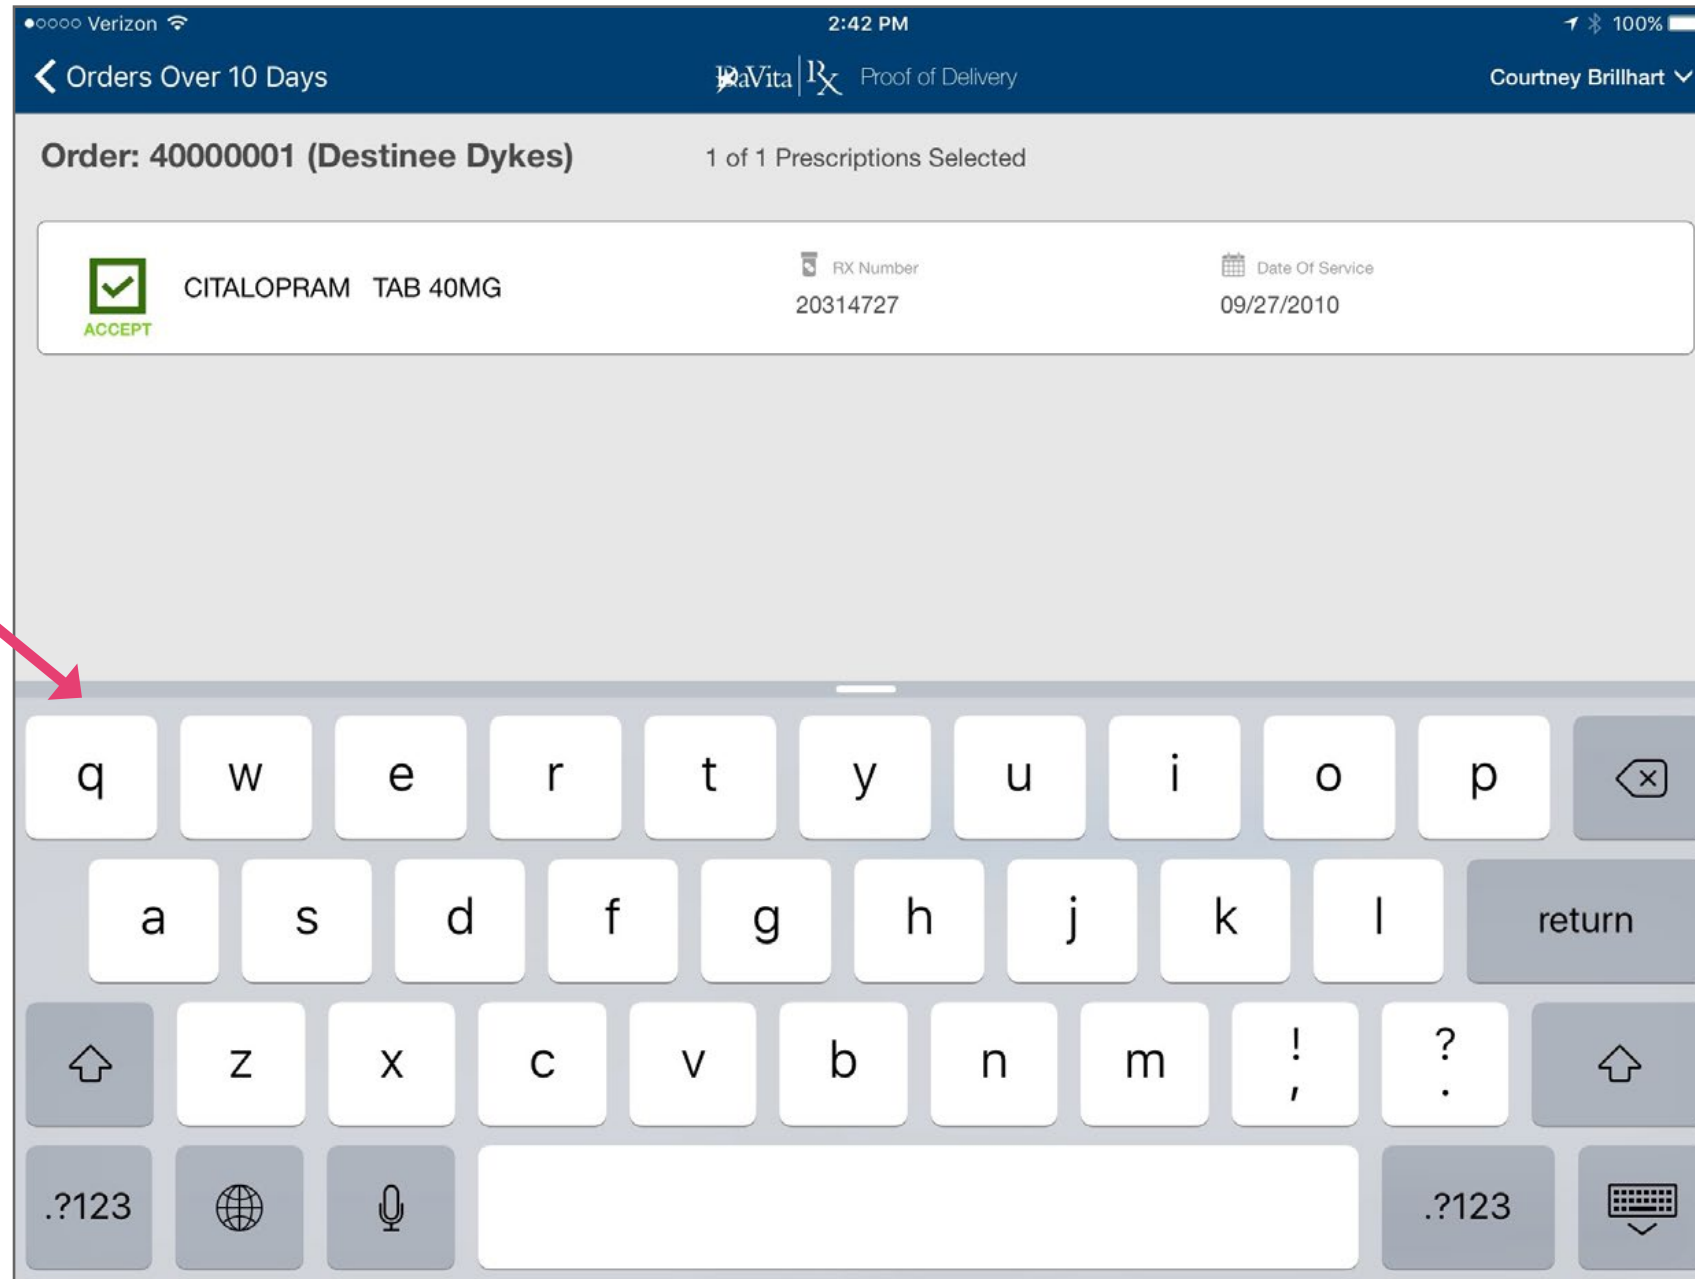 Verizon 2:42 PM 100%
Orders Over 10 Days DaVita Rx Proof of Delivery Courtney Brillhart
Order: 40000001 (Destinee Dykes) 1 of 1 Prescriptions Selected
RX Number Date Of Service
CITALOPRAM TAB 40MG 20314727 09/27/2010
ACCEPT
q w e r t y u i o p
a s d f g h j k l return
z x c v b n m ! , ? .
.?123 .?123